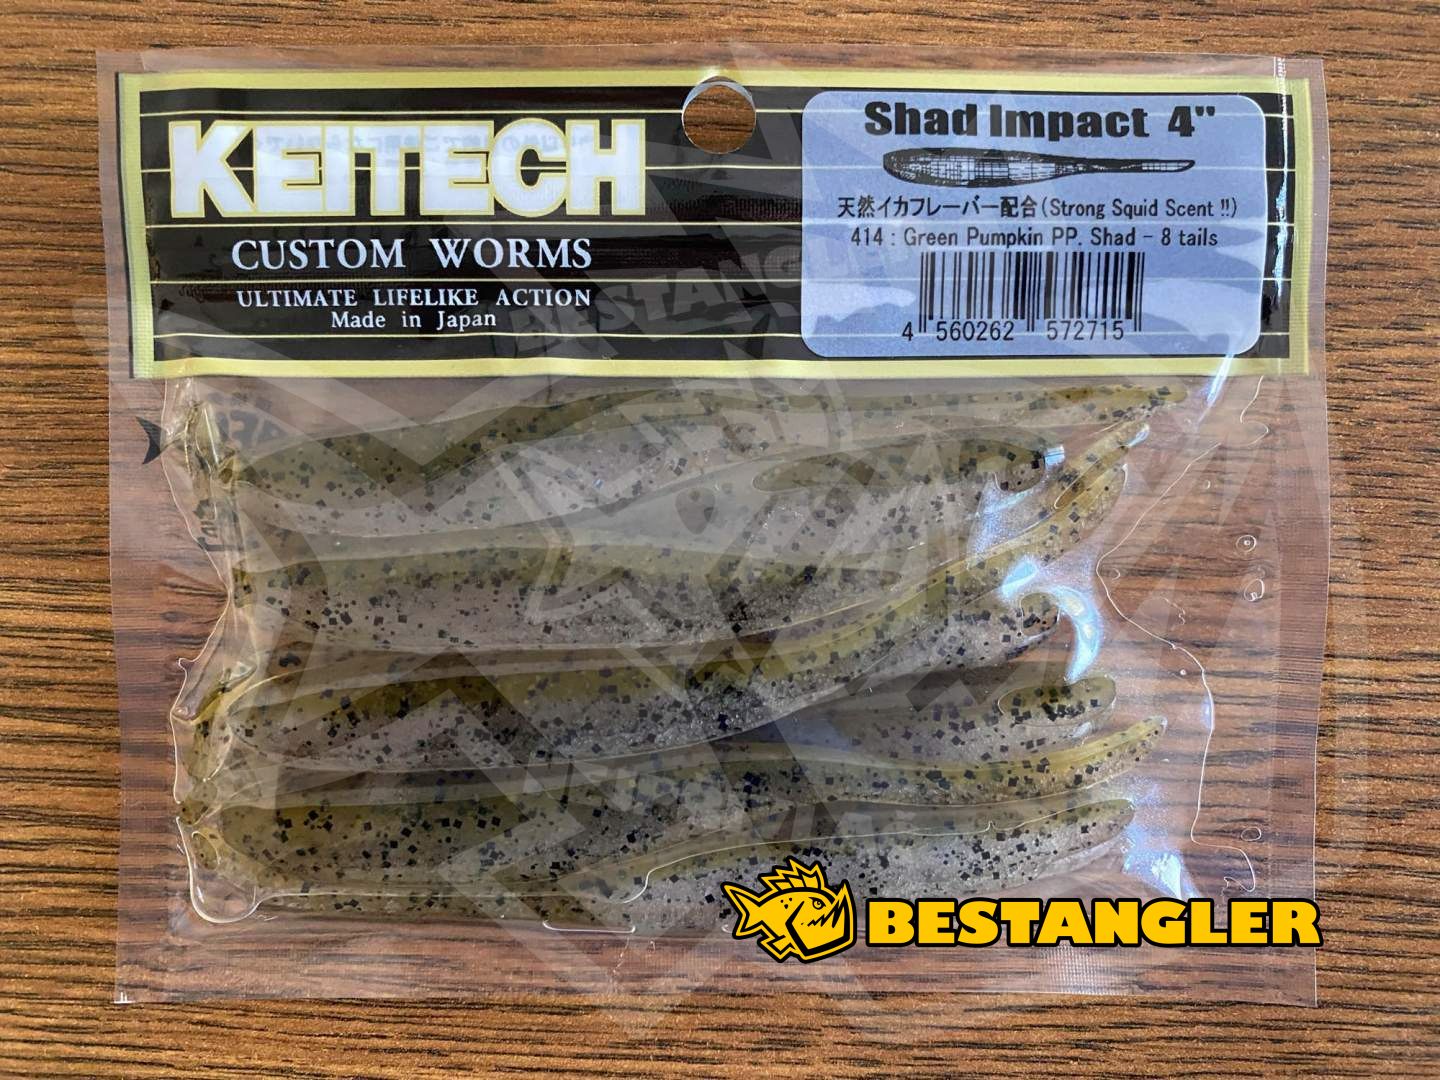 KEITECH
CUSTOM WORMS
ULTIMATE LIFELIKE ACTION
Made in Japan
Shad Impact 4"
天然イカフレーバー配合(Strong Squid Scent !!)
414 : Green Pumpkin PP. Shad - 8 tails
4 560262 572715
BESTANGLER
BESTANGLER